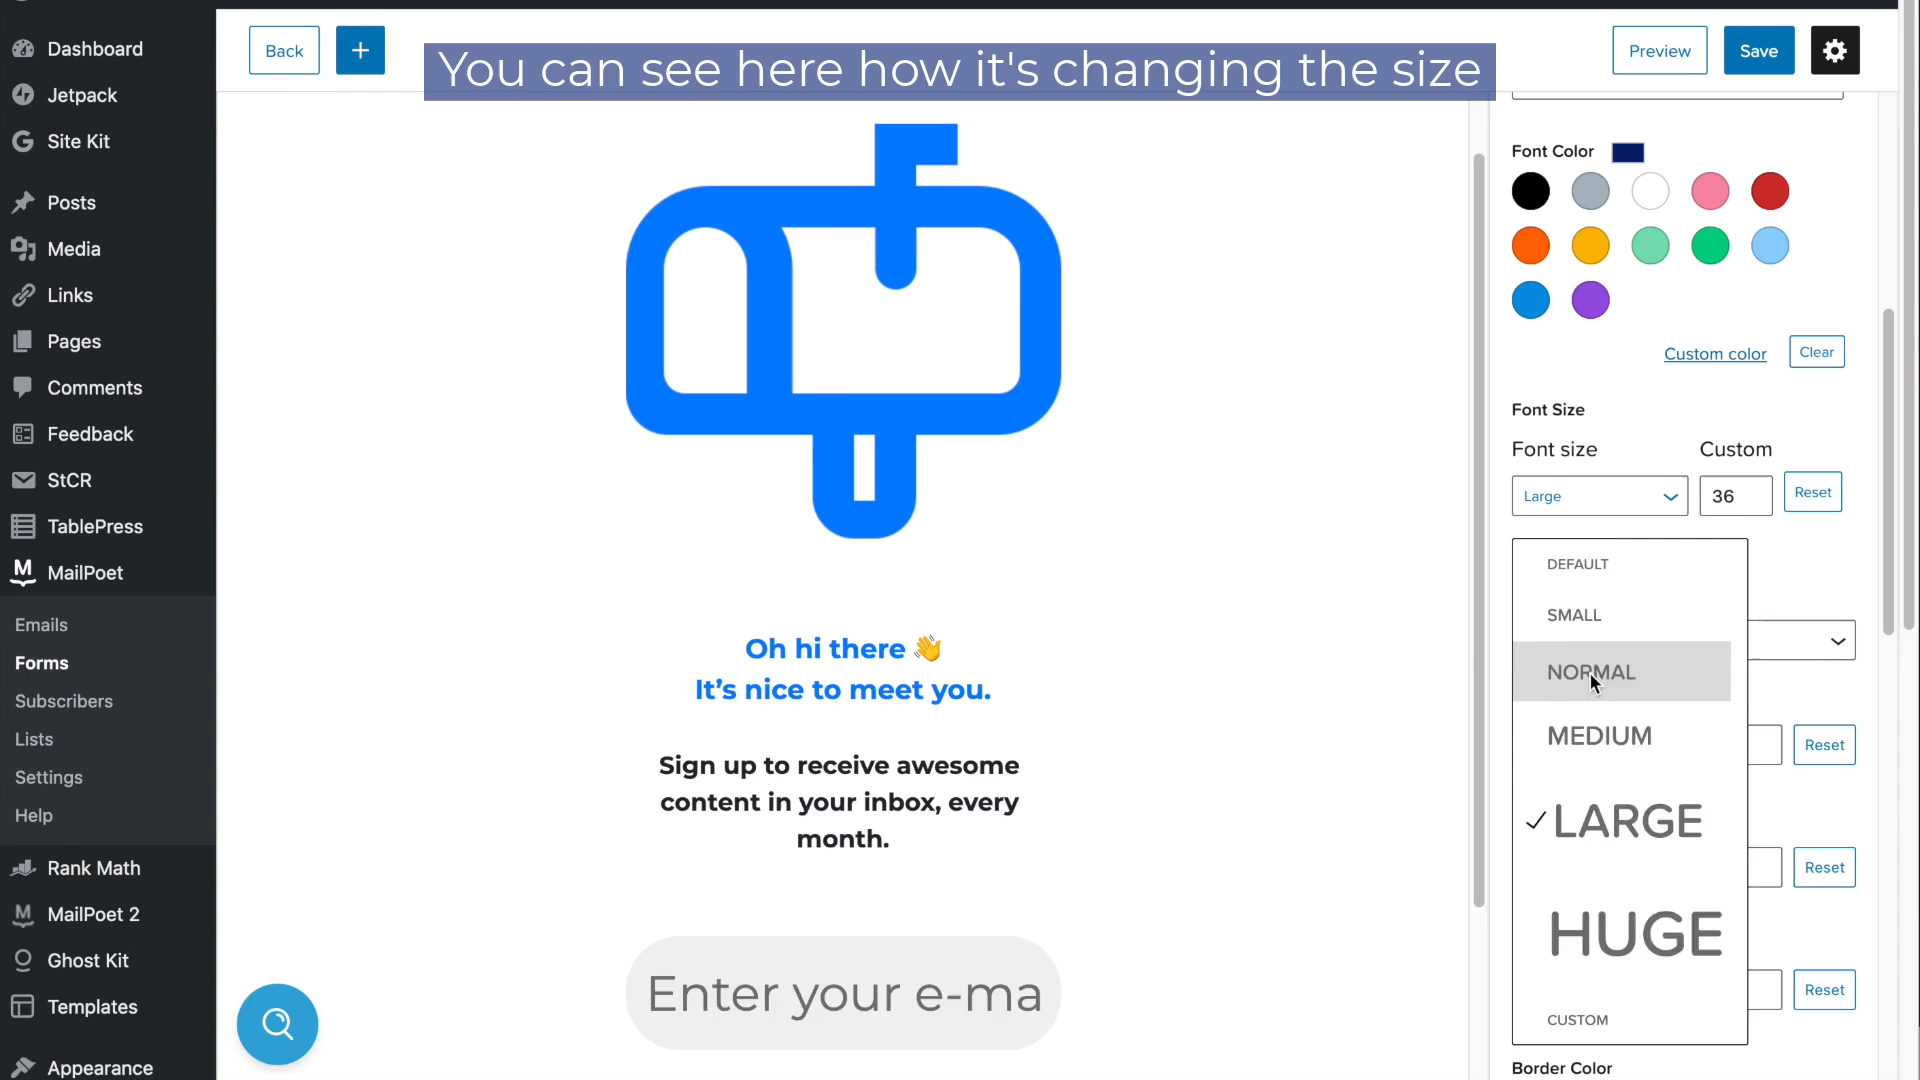 Dashboard
Jetpack
Site Kit
Posts
Media
Links
Pages
Comments
Feedback
StCR
TablePress
MailPoet
Emails
Forms
Subscribers
Lists
Settings
Help
Rank Math
MailPoet 2
Ghost Kit
Templates
Appearance
Back
+
You can see here how it's changing the size
Preview
Save
Oh hi there 👋
It’s nice to meet you.
Sign up to receive awesome
content in your inbox, every
month.
Enter your e-ma
Font Color
Custom color
Clear
Font Size
Font size
Custom
Large
36
Reset
DEFAULT
SMALL
NORMAL
MEDIUM
Reset
✓LARGE
Reset
HUGE
Reset
CUSTOM
Border Color